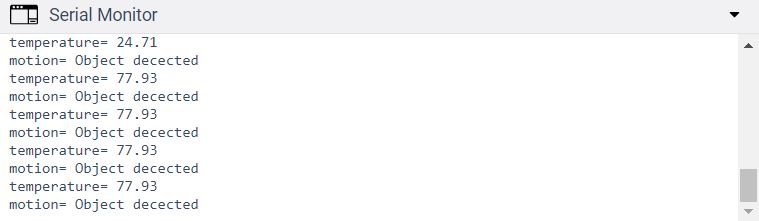 Serial Monitor
temperature= 24.71
motion= Object decected
temperature= 77.93
motion= Object decected
temperature= 77.93
motion= Object decected
temperature= 77.93
motion= Object decected
temperature= 77.93
motion= Object decected